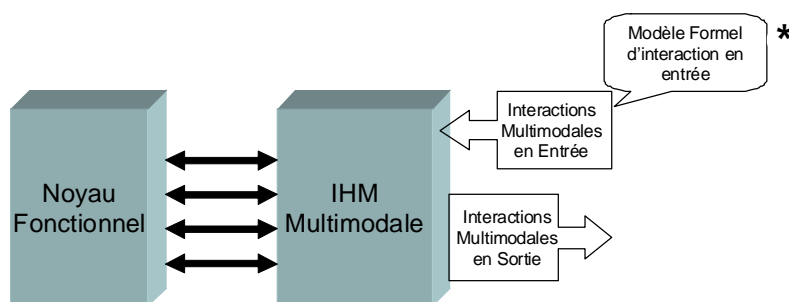 Modèle Formel
d'interaction en
entrée
*
Interactions
Multimodales
en Entrée
Noyau
Fonctionnel
IHM
Multimodale
Interactions
Multimodales
en Sortie